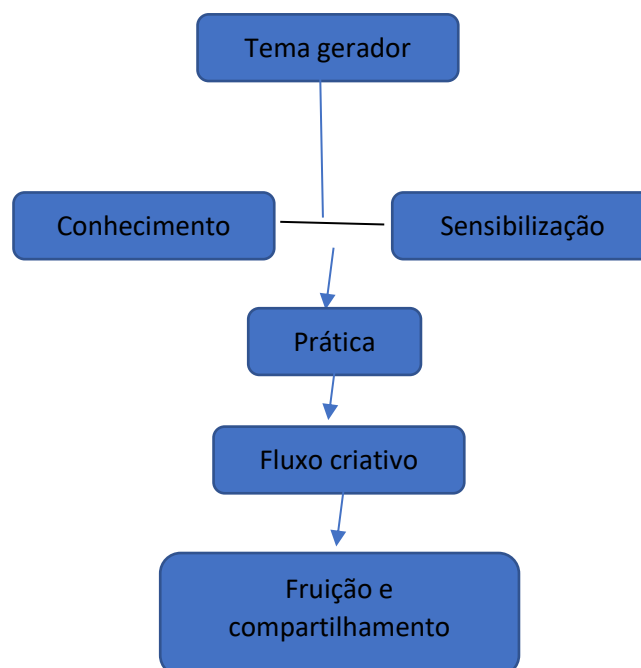 Tema gerador
Conhecimento
Sensibilização
Prática
Fluxo criativo
Fruição e
compartilhamento